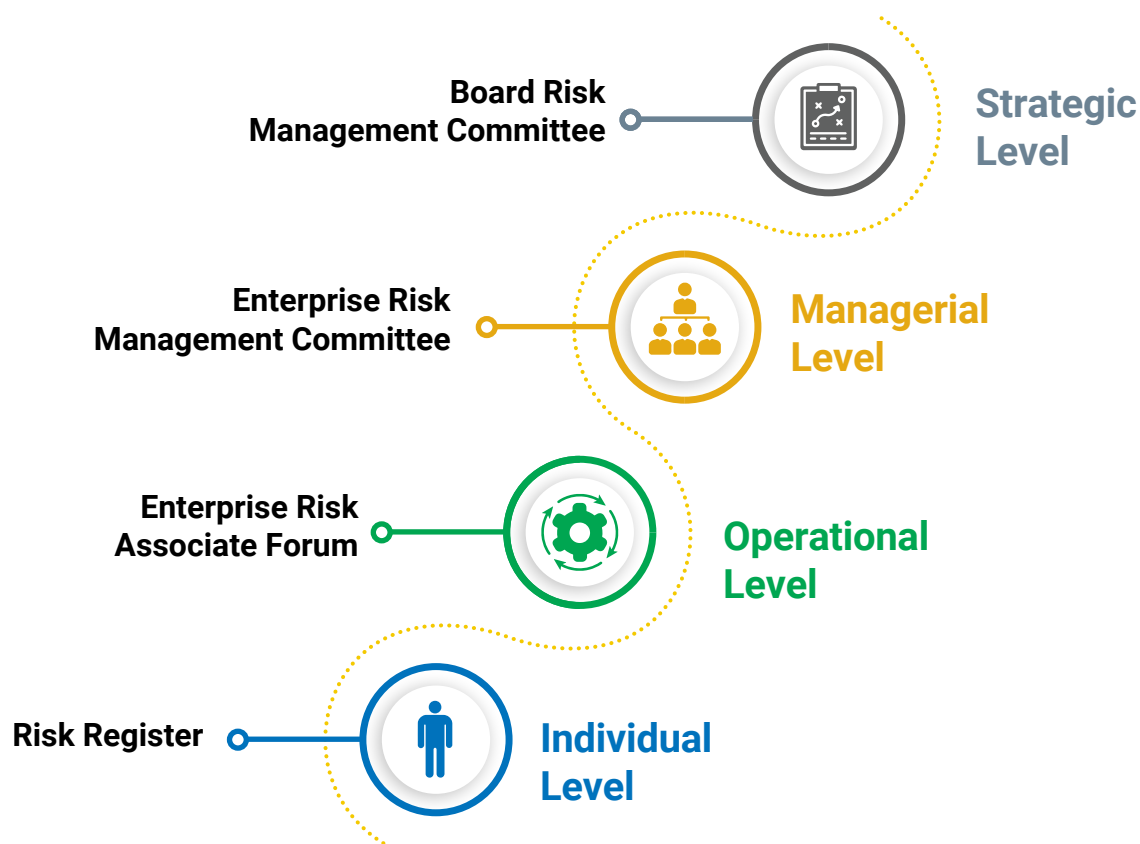 Board Risk
Management Committee
Strategic
Level
Enterprise Risk
Management Committee
Managerial
Level
Enterprise Risk
Associate Forum
Operational
Level
Risk Register
Individual
Level